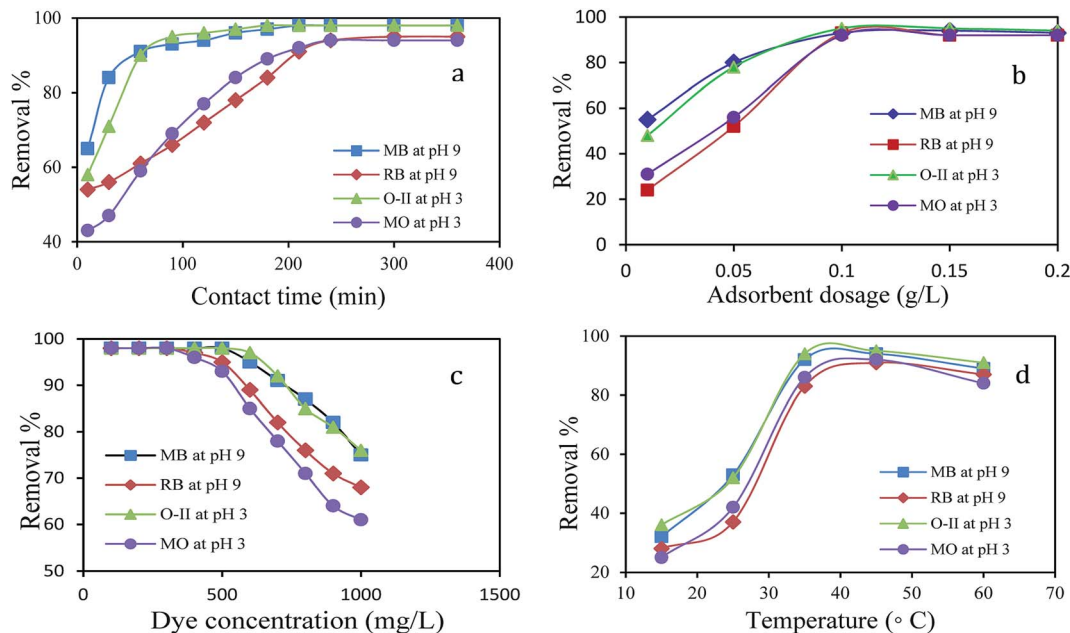 100
80
60
40
0
100
200
300
400
Removal %
Contact time (min)
a
MB at pH 9
RB at pH 9
O-II at pH 3
MO at pH 3
100
80
60
40
20
0
0
0.05
0.1
0.15
0.2
Removal %
Adsorbent dosage (g/L)
b
MB at pH 9
RB at pH 9
O-II at pH 3
MO at pH 3
100
90
80
70
60
50
0
500
1000
1500
Removal %
Dye concentration (mg/L)
c
MB at pH 9
RB at pH 9
O-II at pH 3
MO at pH 3
100
80
60
40
20
10
20
30
40
50
60
70
Removal %
Temperature (∘ C)
d
MB at pH 9
RB at pH 9
O-II at pH 3
MO at pH 3